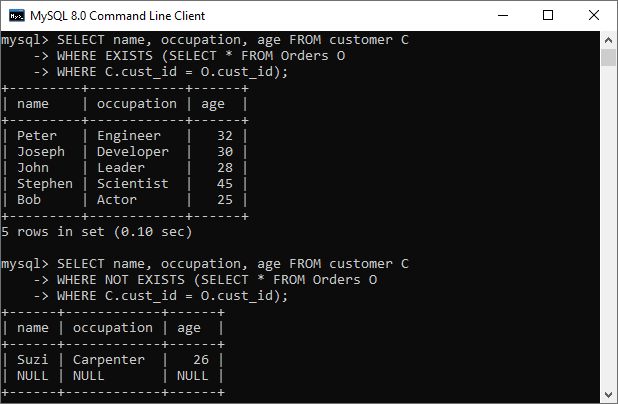 MySQL 8.0 Command Line Client
mysql> SELECT name, occupation, age FROM customer C
    -> WHERE EXISTS (SELECT * FROM Orders O
    -> WHERE C.cust_id = O.cust_id);
+---------+------------+------+
| name    | occupation | age  |
+---------+------------+------+
| Peter   | Engineer   |   32 |
| Joseph  | Developer  |   30 |
| John    | Leader     |   28 |
| Stephen | Scientist  |   45 |
| Bob     | Actor      |   25 |
+---------+------------+------+
5 rows in set (0.10 sec)

mysql> SELECT name, occupation, age FROM customer C
    -> WHERE NOT EXISTS (SELECT * FROM Orders O
    -> WHERE C.cust_id = O.cust_id);
+------+------------+------+
| name | occupation | age  |
+------+------------+------+
| Suzi | Carpenter  |   26 |
| NULL | NULL       | NULL |
+------+------------+------+